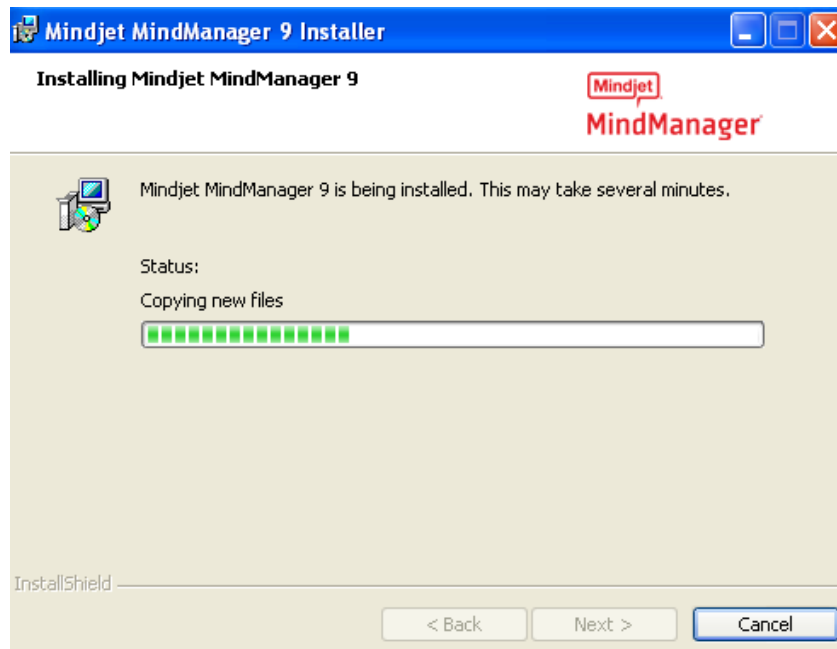 Mindjet MindManager 9 Installer
Installing Mindjet MindManager 9
Mindjet
MindManager
Mindjet MindManager 9 is being installed. This may take several minutes.
Status:
Copying new files
InstallShield
< Back
Next >
Cancel